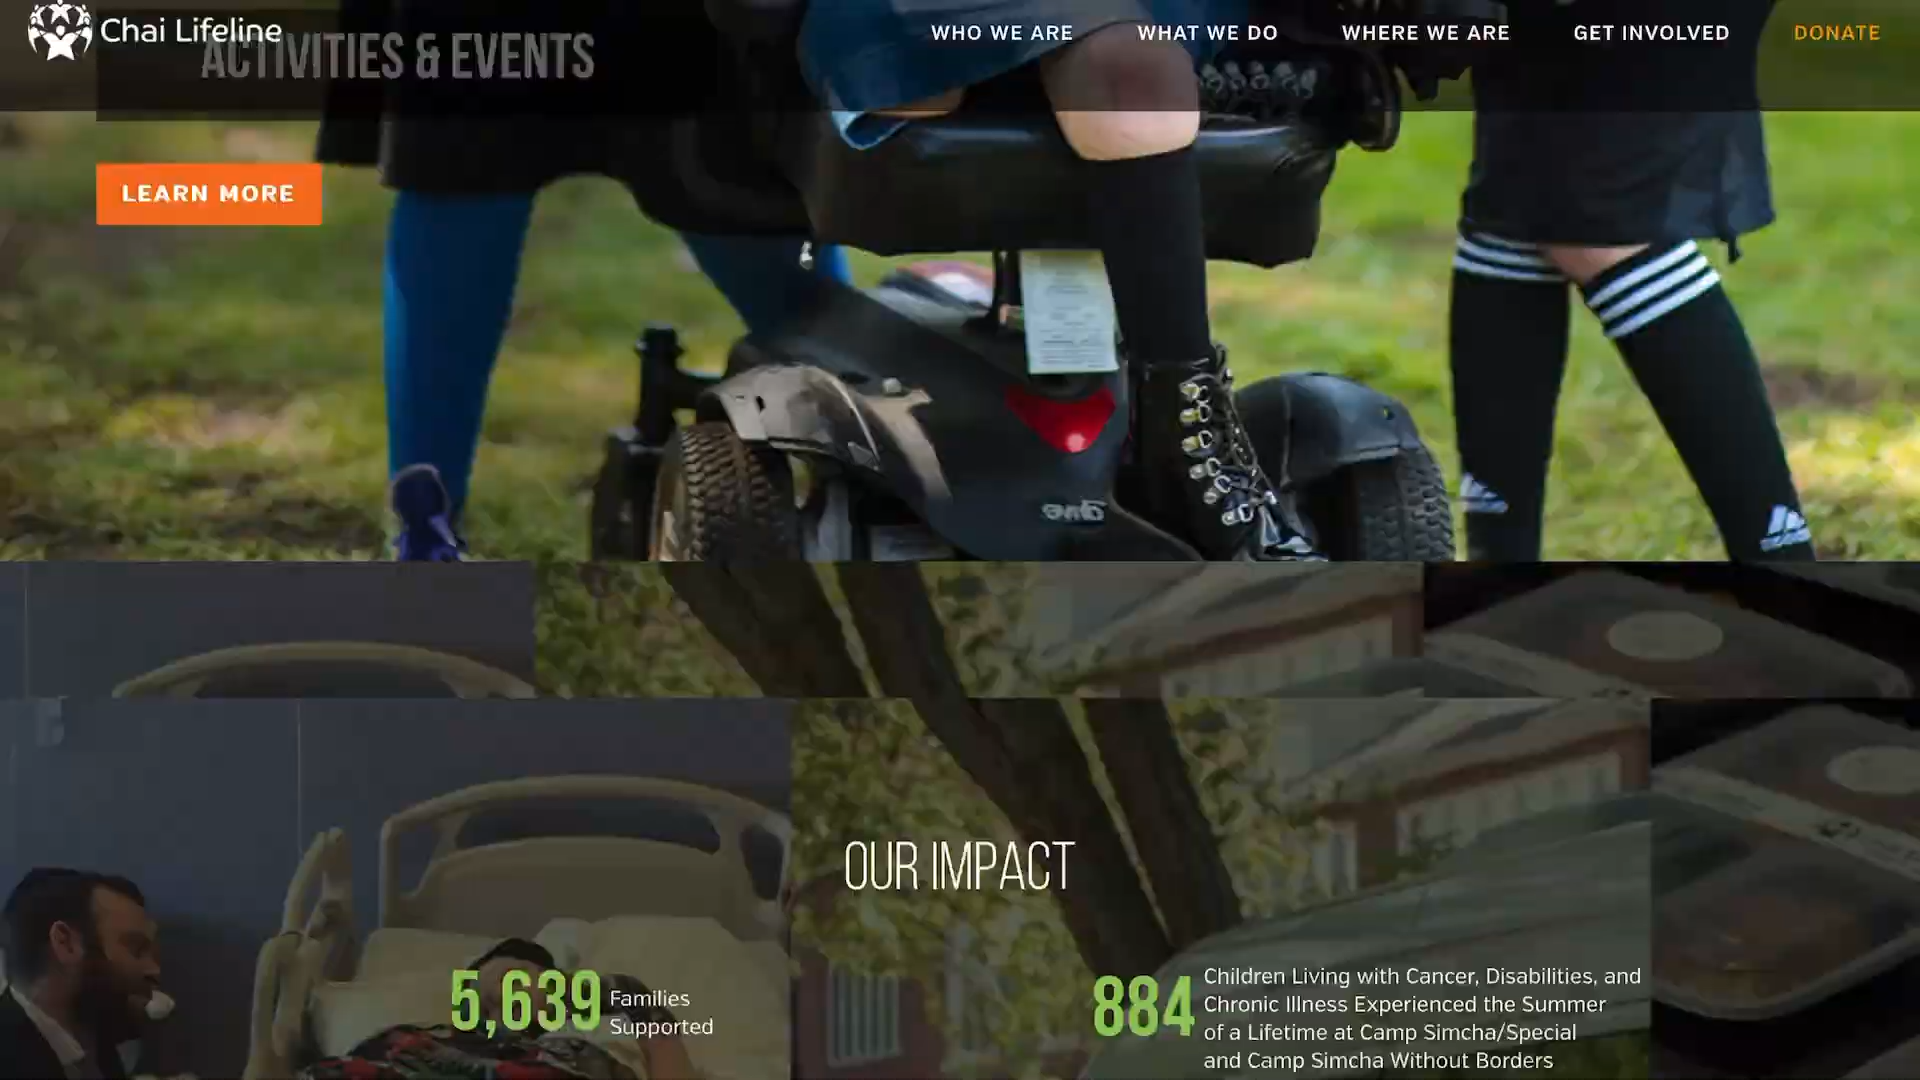 Chai Lifeline
WHO WE ARE
WHAT WE DO
WHERE WE ARE
GET INVOLVED
DONATE
ACTIVITIES & EVENTS
LEARN MORE
drive
OUR IMPACT
5,639
Families
Supported
884
Children Living with Cancer, Disabilities, and
Chronic Illness Experienced the Summer
of a Lifetime at Camp Simcha/Special
and Camp Simcha Without Borders